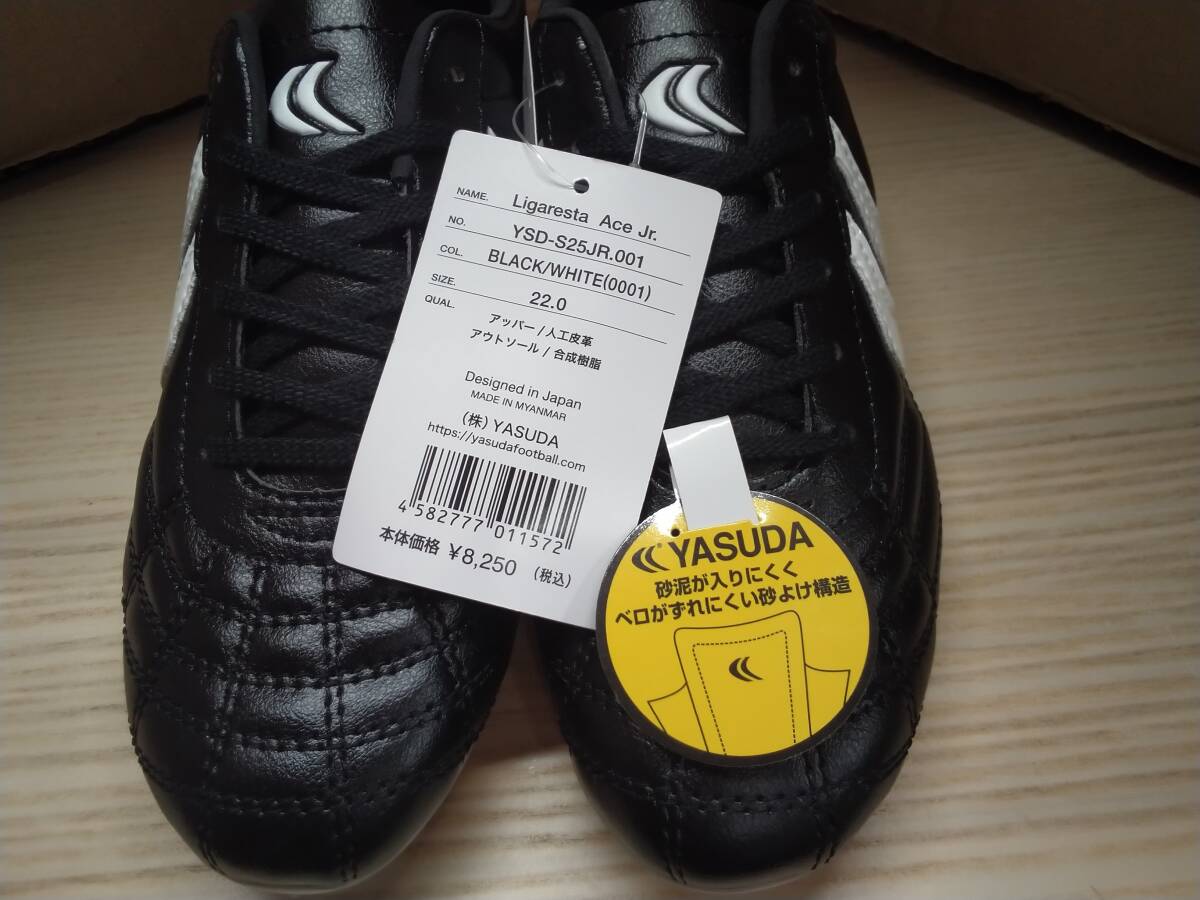 NAME. Ligaresta Ace Jr.
NO. YSD-S25JR.001
COL. BLACK/WHITE(0001)
SIZE. 22.0
QUAL. アッパー/人工皮革
アウトソール/合成樹脂
Designed in Japan
MADE IN MYANMAR
(株)YASUDA
https://yasudafootball.com
4 582777 011572
本体価格 ¥8,250 (税込)
YASUDA
砂泥が入りにくく
ベロがずれにくい砂よけ構造